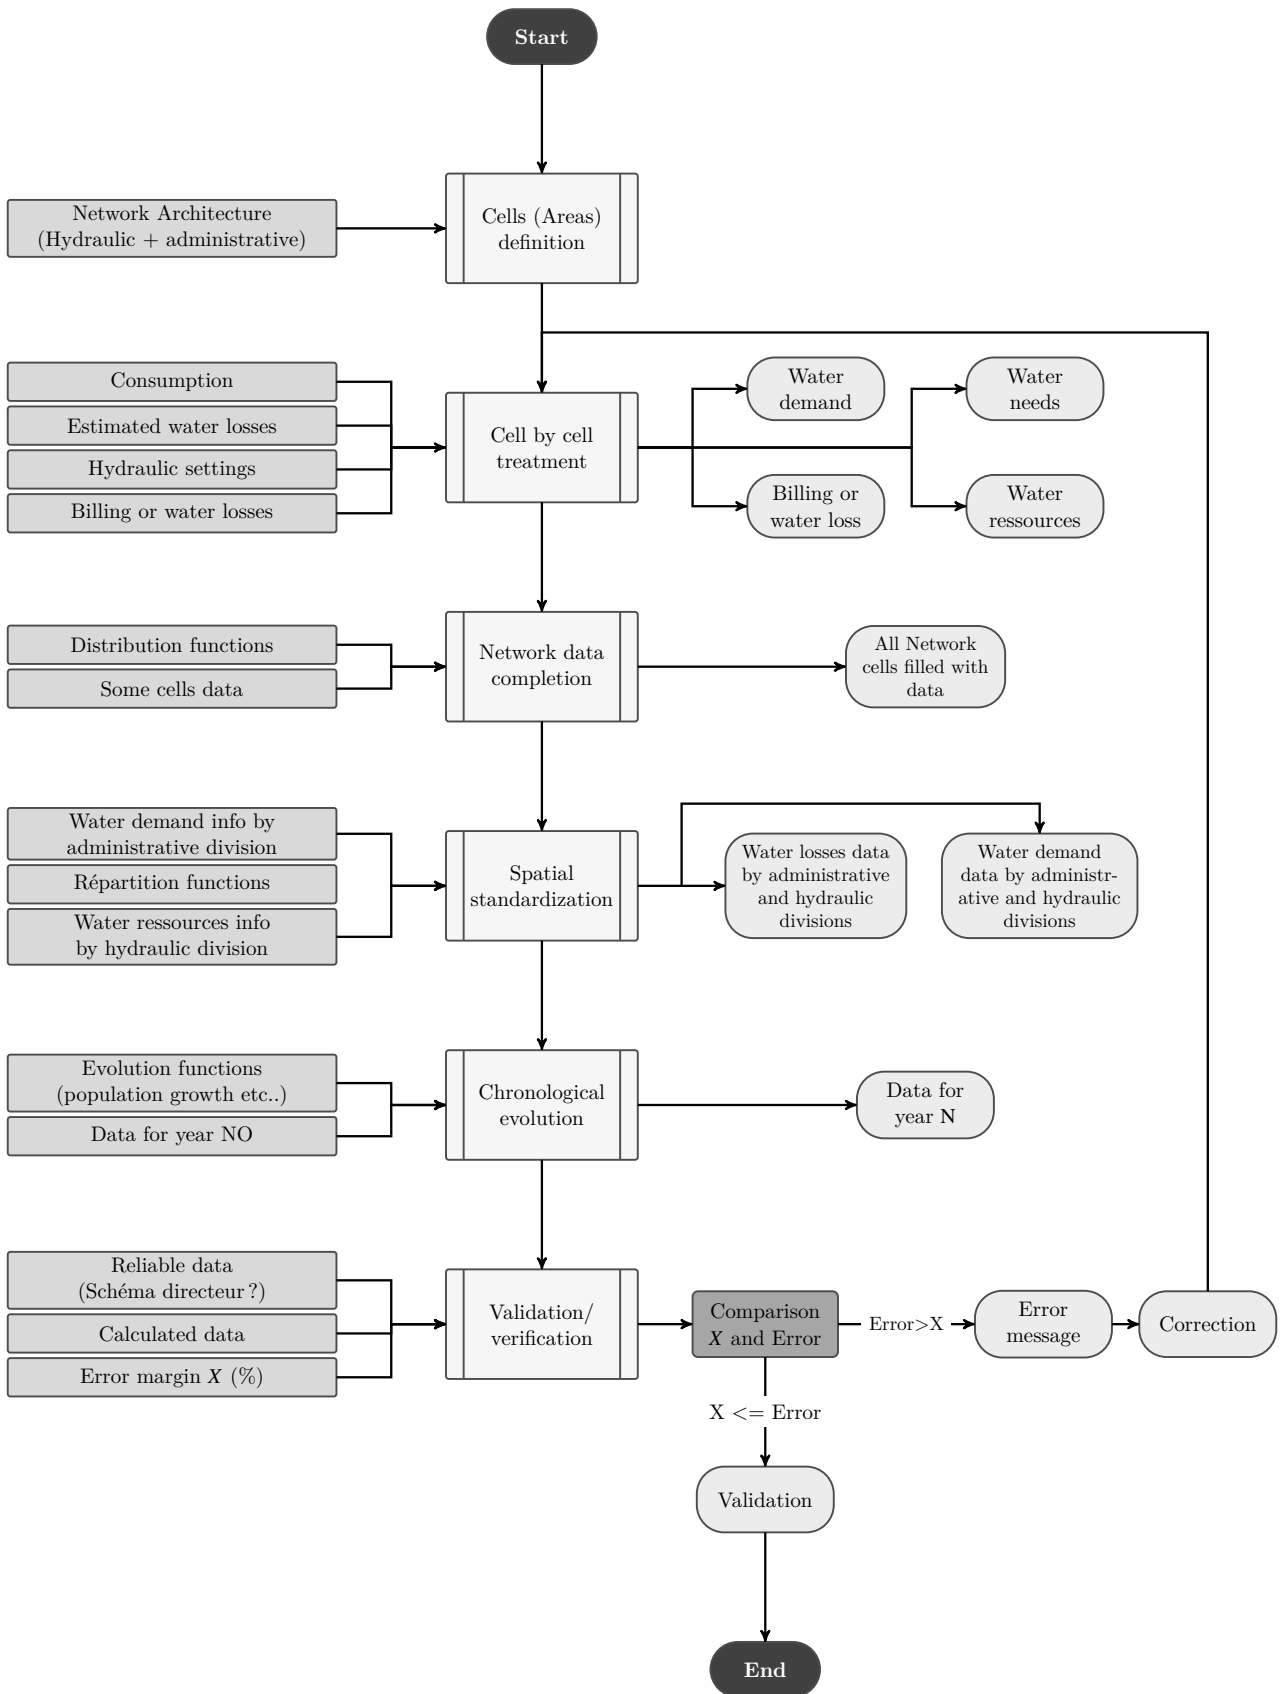 Start
Network Architecture
(Hydraulic + administrative)
Cells (Areas)
definition
Consumption
Estimated water losses
Hydraulic settings
Billing or water losses
Cell by cell
treatment
Water
demand
Water
needs
Billing or
water loss
Water
ressources
Distribution functions
Some cells data
Network data
completion
All Network
cells filled with
data
Water demand info by
administrative division
Répartition functions
Water ressources info
by hydraulic division
Spatial
standardization
Water losses data
by administrative
and hydraulic
divisions
Water demand
data by administr-
ative and hydraulic
divisions
Evolution functions
(population growth etc..)
Data for year NO
Chronological
evolution
Data for
year N
Reliable data
(Schéma directeur ?)
Calculated data
Error margin X (%)
Validation/
verification
Comparison
X and Error
Error>X
Error
message
Correction
X <= Error
Validation
End